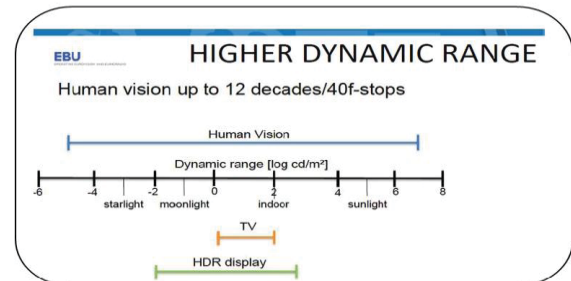 EBU
HIGHER DYNAMIC RANGE
Human vision up to 12 decades/40f-stops
Human Vision
Dynamic range [log cd/m²]
-6 -4 -2 0 2 4 6 8
starlight moonlight indoor sunlight
TV
HDR display